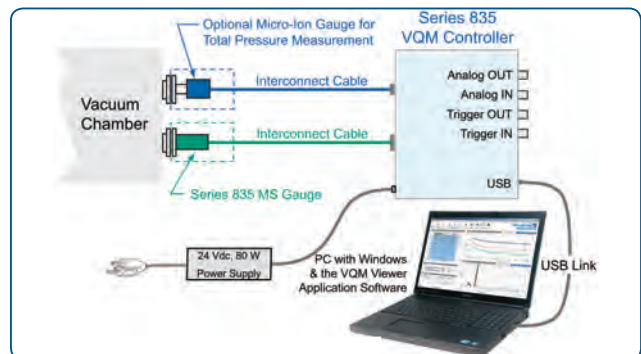 Optional Micro-Ion Gauge for
Total Pressure Measurement
Series 835
VQM Controller
Interconnect Cable
Analog OUT
Analog IN
Trigger OUT
Trigger IN
Vacuum
Chamber
Interconnect Cable
USB
Series 835 MS Gauge
24 Vdc, 80 W
Power Supply
PC with Windows
& the VQM Viewer
Application Software
USB Link